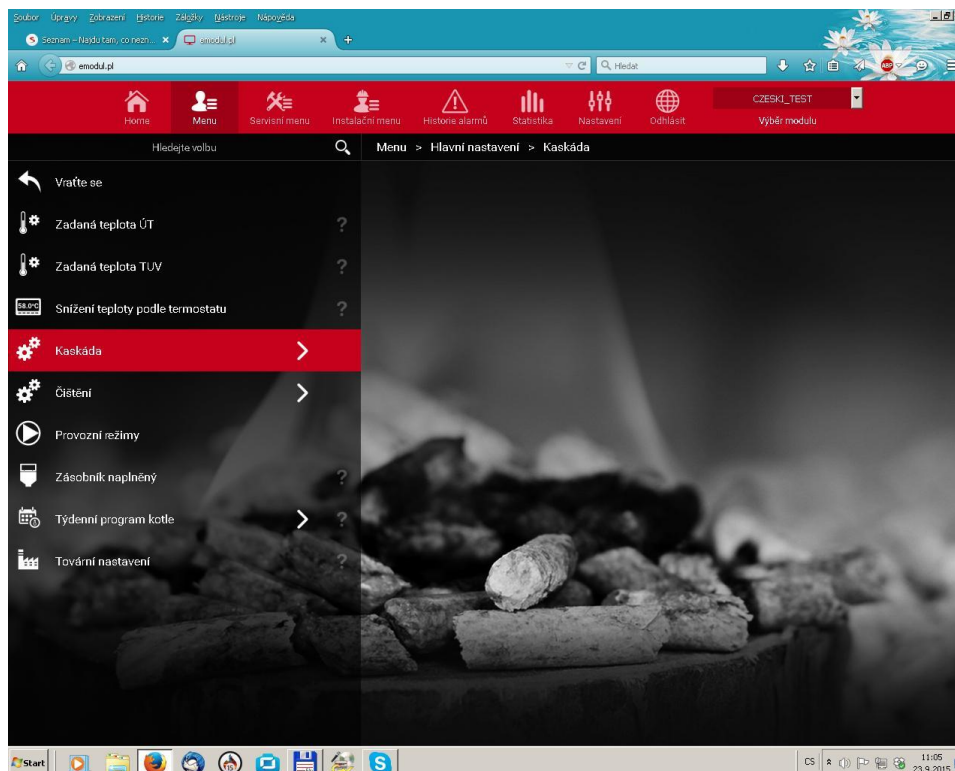 Soubor Úpravy Zobrazení Historie Záložky Nástroje Nápověda
Seznam – Najdu tam, co nezn...
emodul.pl
emodul.pl
Hledat
ABP
Home
Menu
Servisní menu
Instalační menu
Historie alarmů
Statistika
Nastavení
Odhlásit
CZESKI_TEST
Výběr modulu
Hledejte volbu
Menu > Hlavní nastavení > Kaskáda
Vraťte se
Zadaná teplota ÚT ?
Zadaná teplota TUV ?
58.0°C
Snížení teploty podle termostatu ?
Kaskáda
Čištění
Provozní režimy
Zásobník naplněný ?
Týdenní program kotle ?
Tovární nastavení ?
Start
CS
11:05
23.9.2015